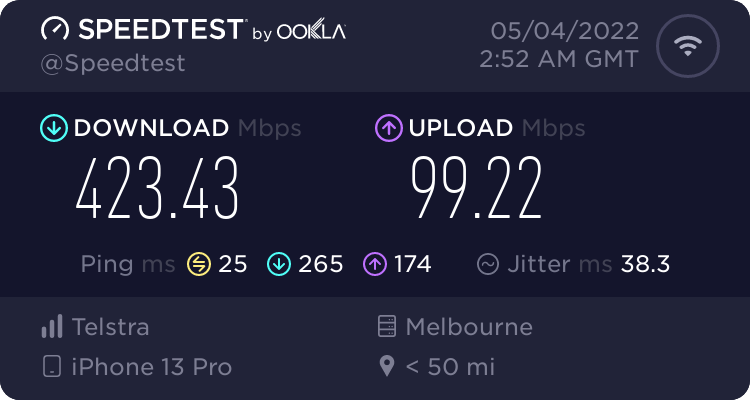 SPEEDTEST by OOKLA
@Speedtest
05/04/2022
2:52 AM GMT
DOWNLOAD Mbps
423.43
UPLOAD Mbps
99.22
Ping ms 25 265 174 Jitter ms 38.3
Telstra
Melbourne
iPhone 13 Pro
< 50 mi